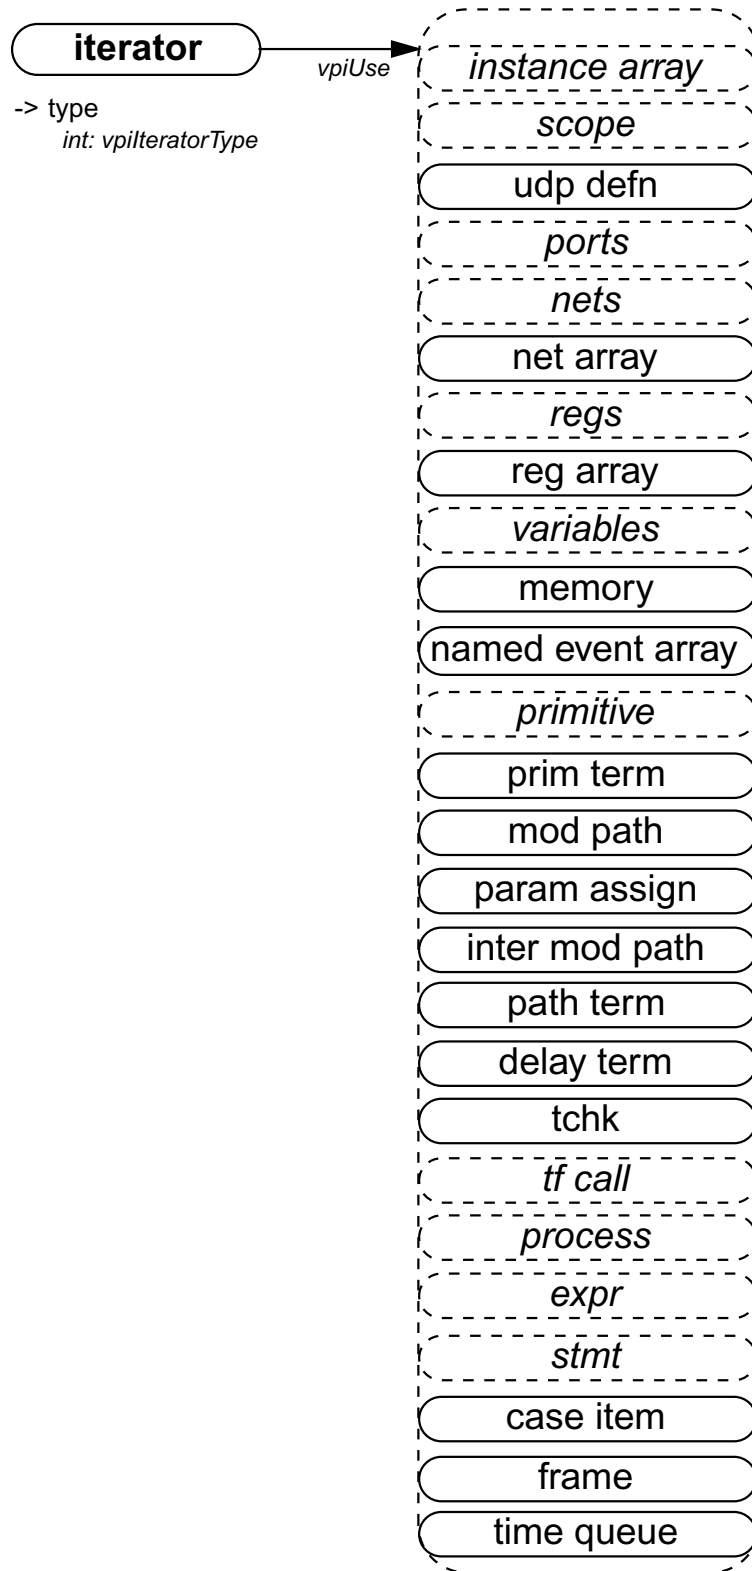 iterator
vpiUse
-> type
int: vpiIteratorType
instance array
scope
udp defn
ports
nets
net array
regs
reg array
variables
memory
named event array
primitive
prim term
mod path
param assign
inter mod path
path term
delay term
tchk
tf call
process
expr
stmt
case item
frame
time queue